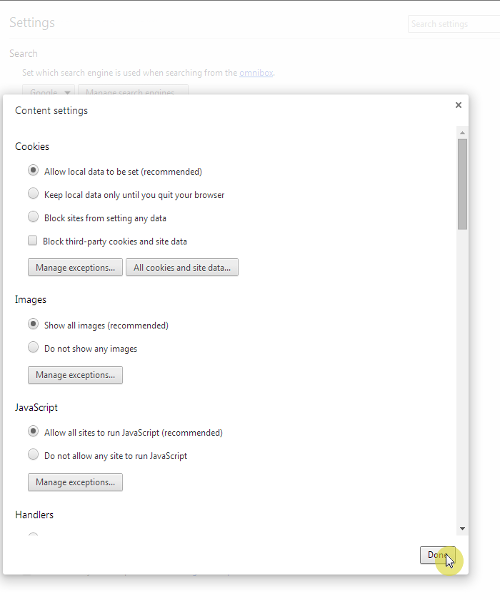 Settings
Search settings
Search
Set which search engine is used when searching from the omnibox.
Google Manage search engines...
Content settings
Cookies
Allow local data to be set (recommended)
Keep local data only until you quit your browser
Block sites from setting any data
Block third-party cookies and site data
Manage exceptions... All cookies and site data...
Images
Show all images (recommended)
Do not show any images
Manage exceptions...
JavaScript
Allow all sites to run JavaScript (recommended)
Do not allow any site to run JavaScript
Manage exceptions...
Handlers
Done